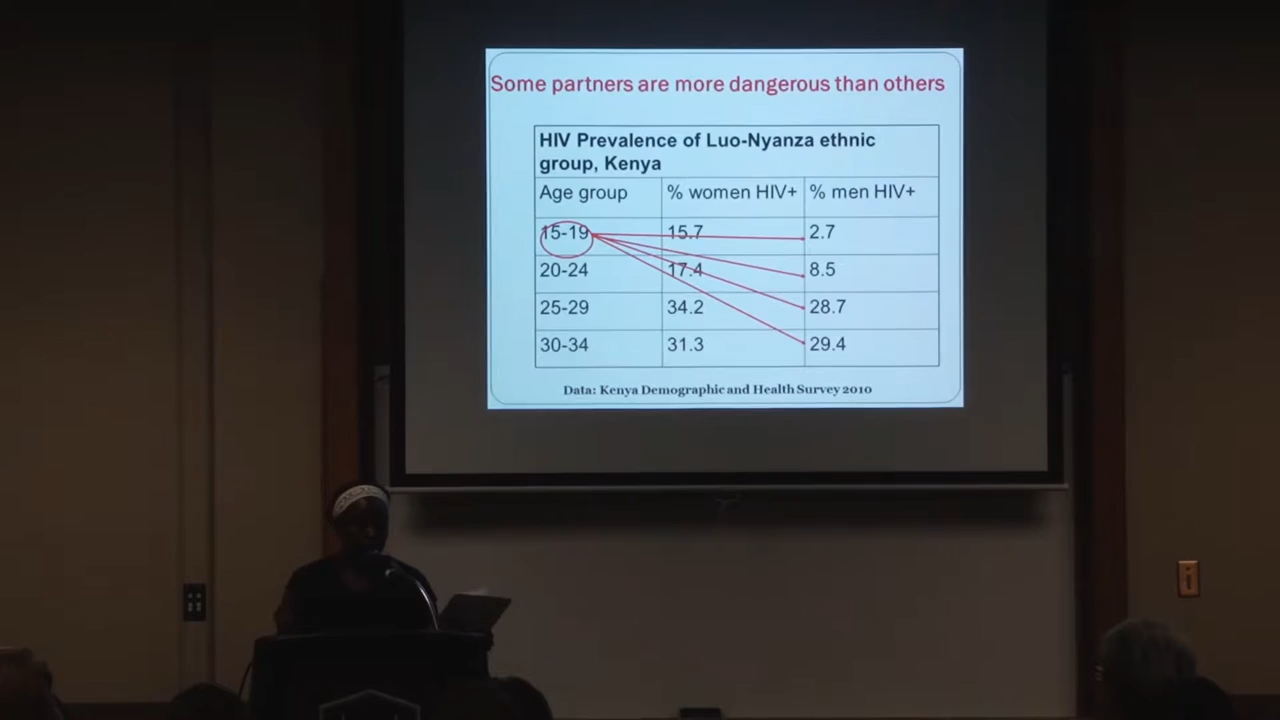 Some partners are more dangerous than others
HIV Prevalence of Luo-Nyanza ethnic
group, Kenya
Age group % women HIV+ % men HIV+
15-19 15.7 2.7
20-24 17.4 8.5
25-29 34.2 28.7
30-34 31.3 29.4
Data: Kenya Demographic and Health Survey 2010